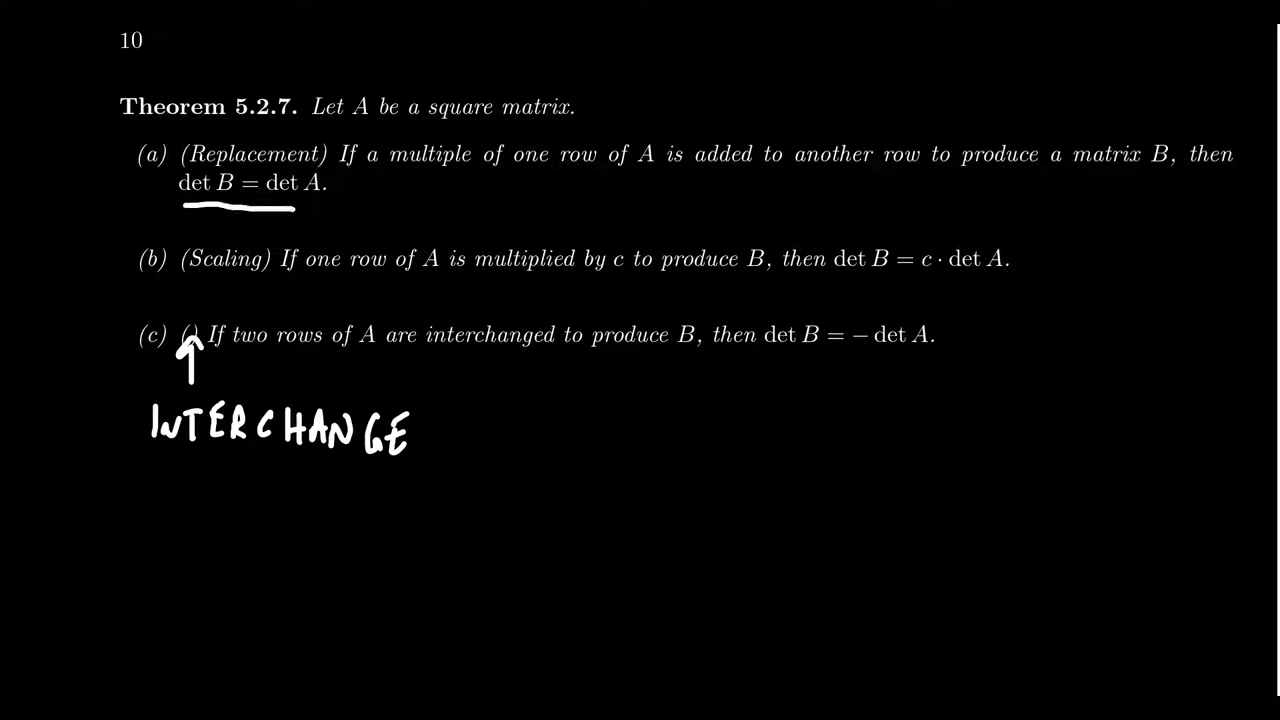 10
Theorem 5.2.7. Let A be a square matrix.
(a) (Replacement) If a multiple of one row of A is added to another row to produce a matrix B, then
det B = det A.
(b) (Scaling) If one row of A is multiplied by c to produce B, then det B = c · det A.
(c) () If two rows of A are interchanged to produce B, then det B = − det A.
INTERCHANGE